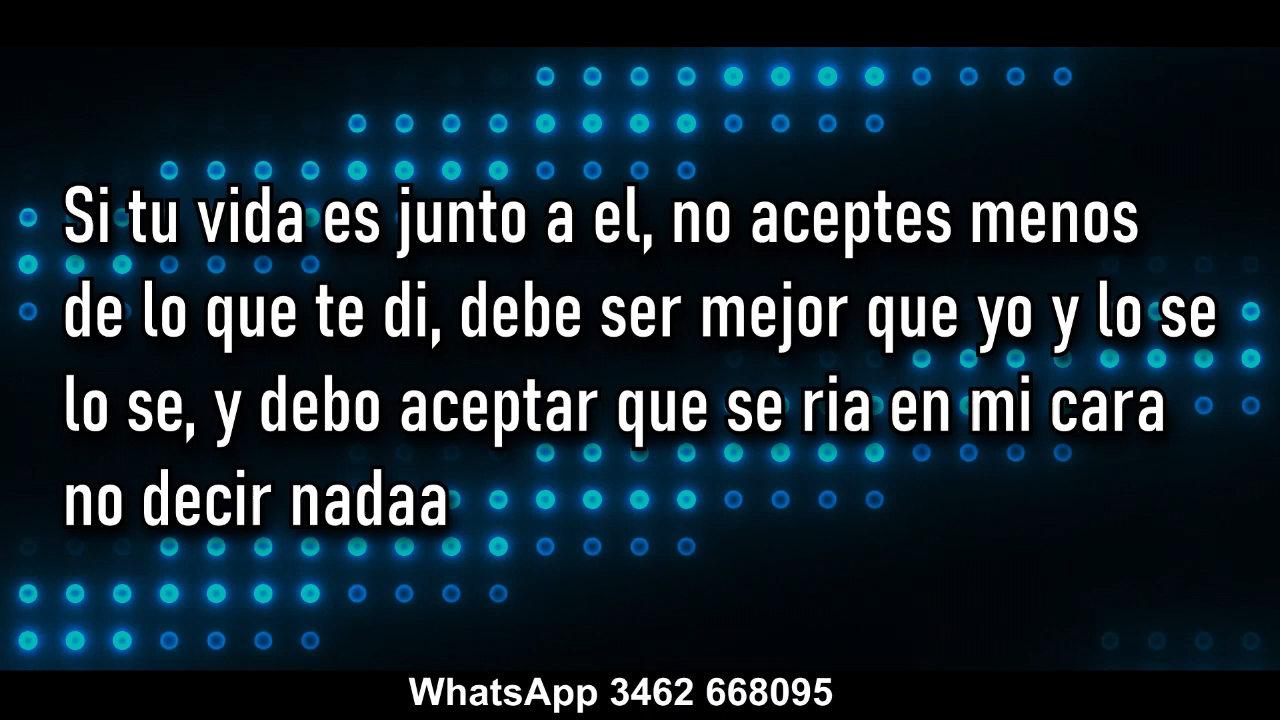 Si tu vida es junto a el, no aceptes menos
de lo que te di, debe ser mejor que yo y lo se
lo se, y debo aceptar que se ria en mi cara
no decir nadaa
WhatsApp 3462 668095